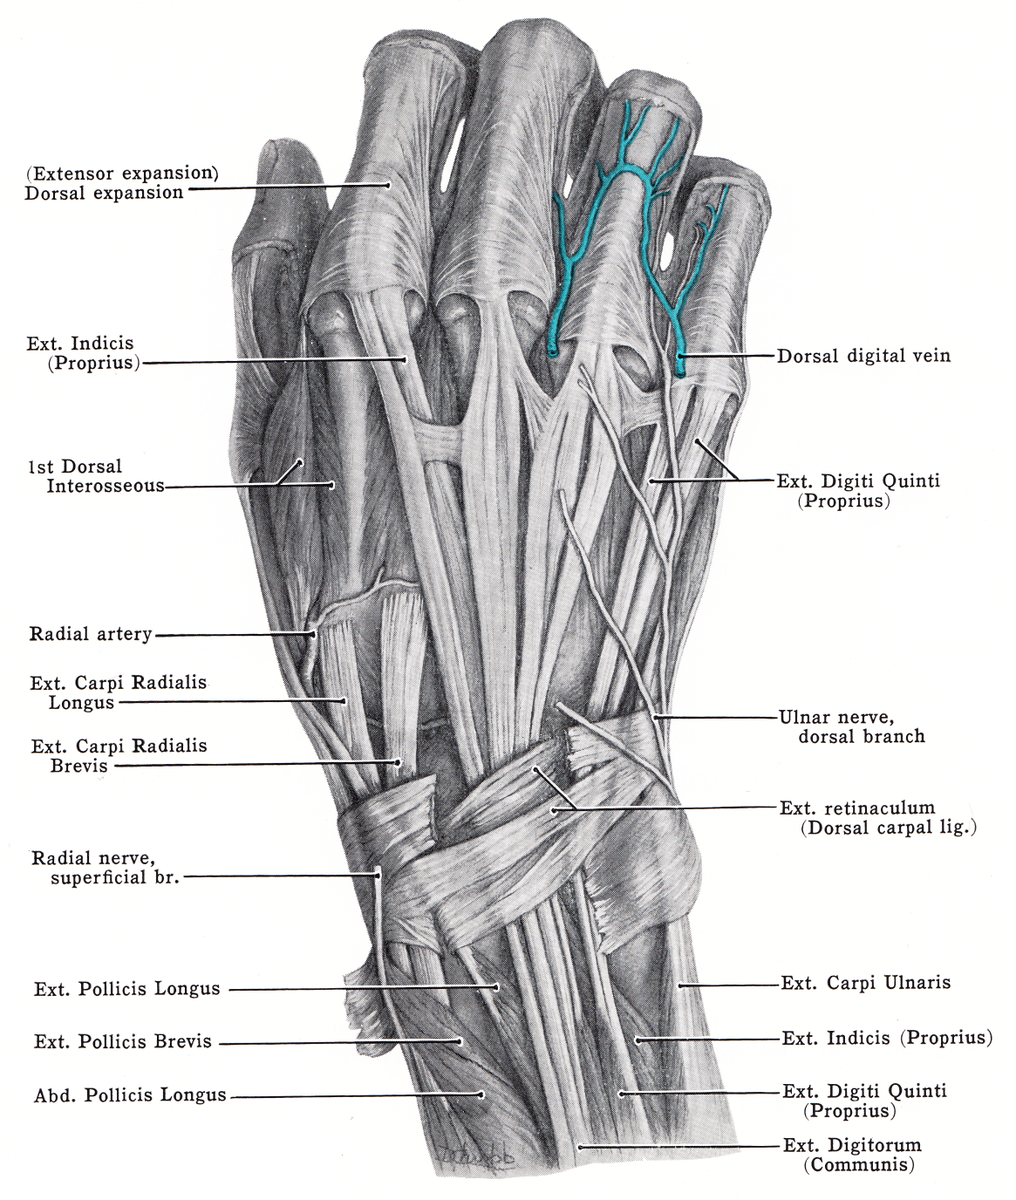 (Extensor expansion)
Dorsal expansion
Ext. Indicis
(Proprius)
1st Dorsal
Interosseous
Radial artery
Ext. Carpi Radialis
Longus
Ext. Carpi Radialis
Brevis
Radial nerve,
superficial br.
Ext. Pollicis Longus
Ext. Pollicis Brevis
Abd. Pollicis Longus
Dorsal digital vein
Ext. Digiti Quinti
(Proprius)
Ulnar nerve,
dorsal branch
Ext. retinaculum
(Dorsal carpal lig.)
Ext. Carpi Ulnaris
Ext. Indicis (Proprius)
Ext. Digiti Quinti
(Proprius)
Ext. Digitorum
(Communis)